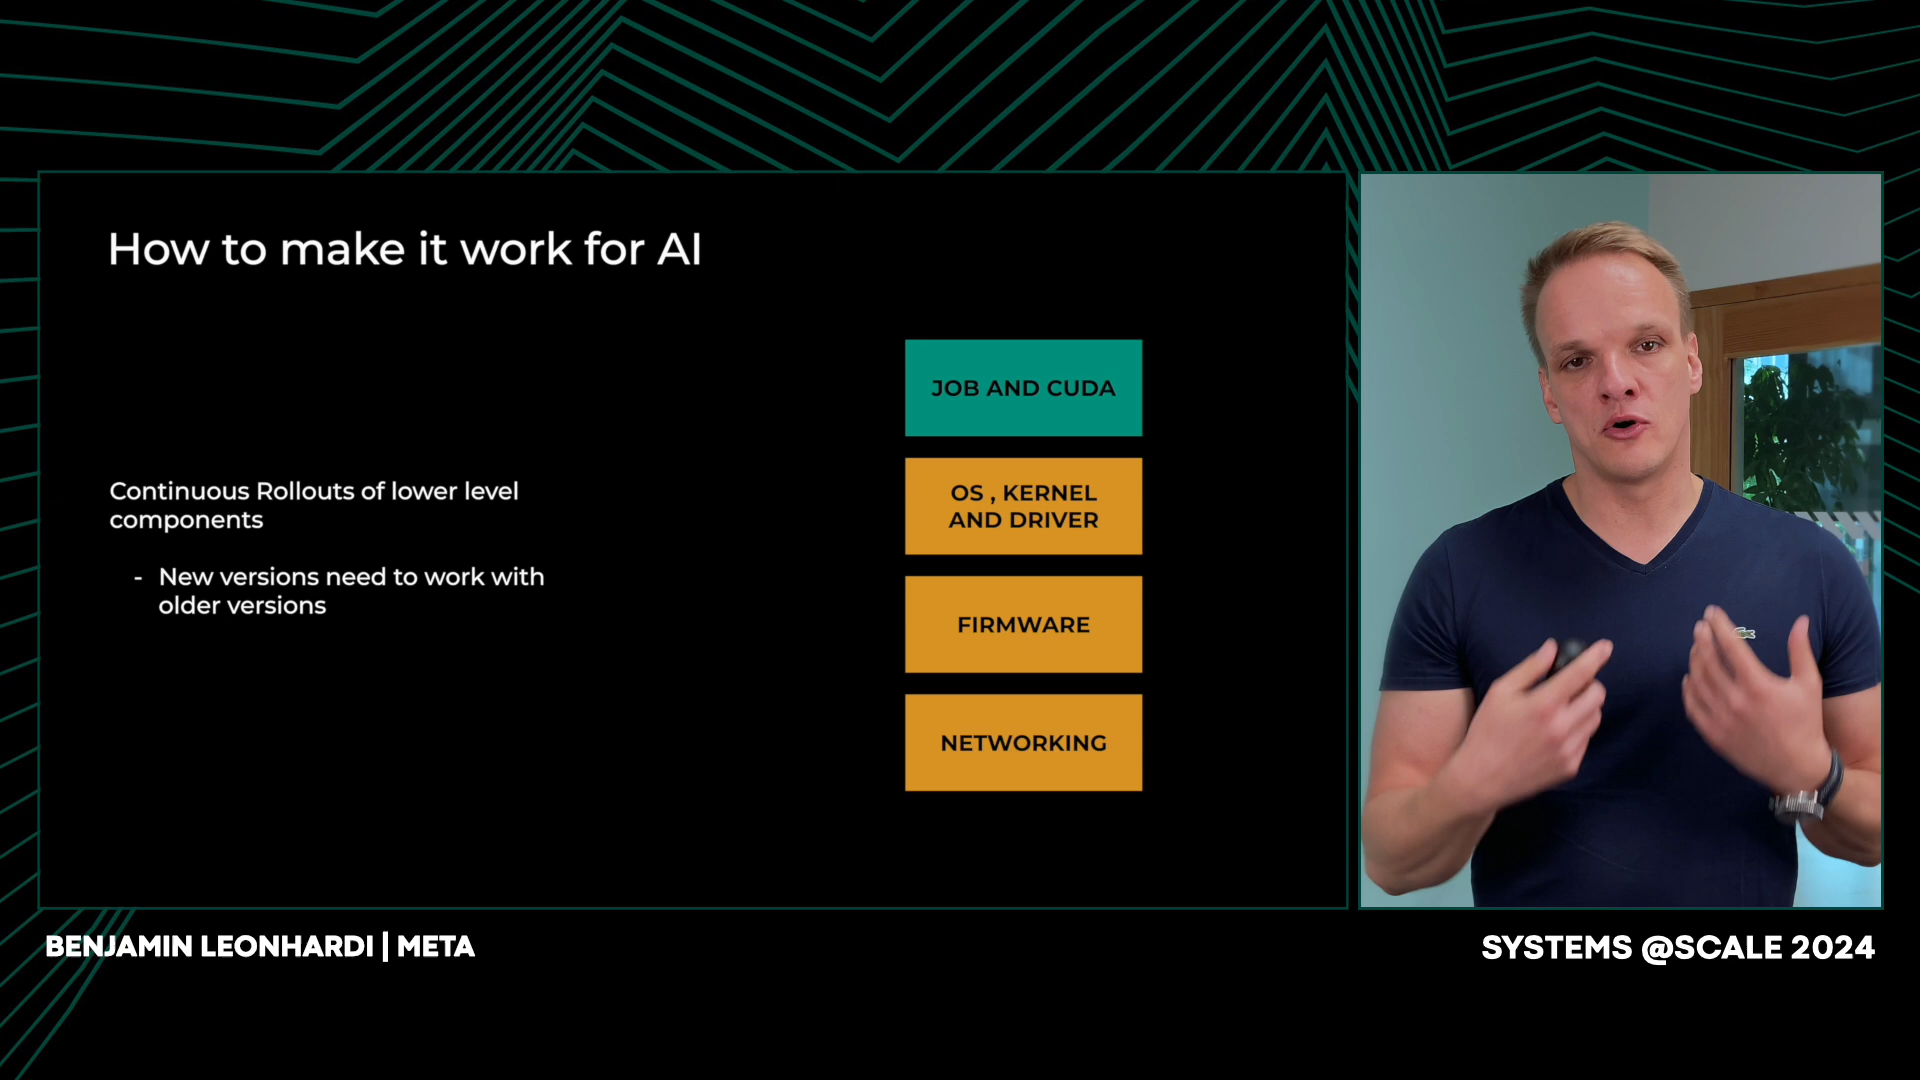 How to make it work for AI
Continuous Rollouts of lower level
components
- New versions need to work with
older versions
JOB AND CUDA
OS , KERNEL
AND DRIVER
FIRMWARE
NETWORKING
BENJAMIN LEONHARDI | META
SYSTEMS @SCALE 2024